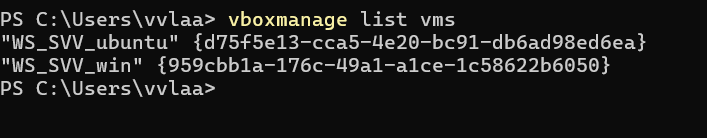 PS C:\Users\vvlaa> vboxmanage list vms
"WS_SVV_ubuntu" {d75f5e13-cca5-4e20-bc91-db6ad98ed6ea}
"WS_SVV_win" {959cbb1a-176c-49a1-a1ce-1c58622b6050}
PS C:\Users\vvlaa>